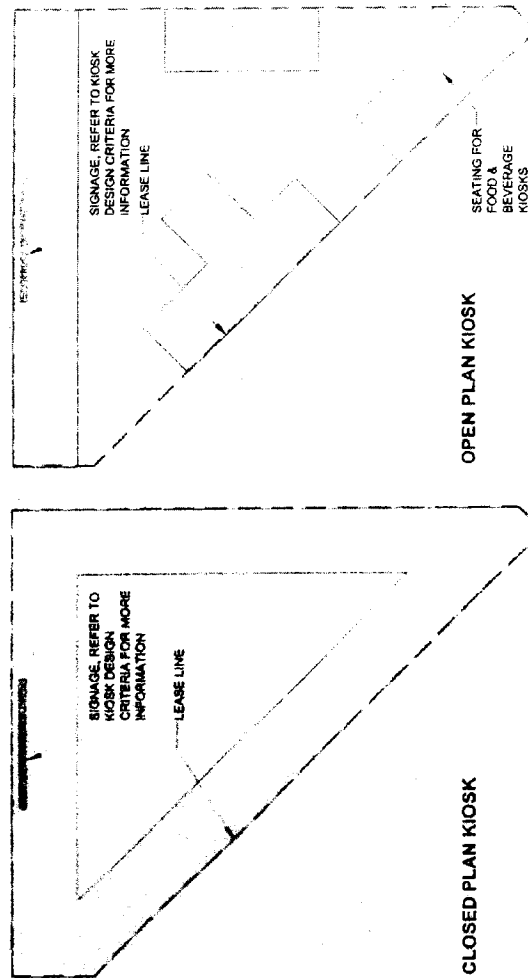 SIGNAGE, REFER TO KIOSK
DESIGN CRITERIA FOR MORE
INFORMATION
LEASE LINE
SEATING FOR
FOOD &
BEVERAGE
KIOSKS
OPEN PLAN KIOSK
SIGNAGE, REFER TO
KIOSK DESIGN
CRITERIA FOR MORE
INFORMATION
LEASE LINE
CLOSED PLAN KIOSK